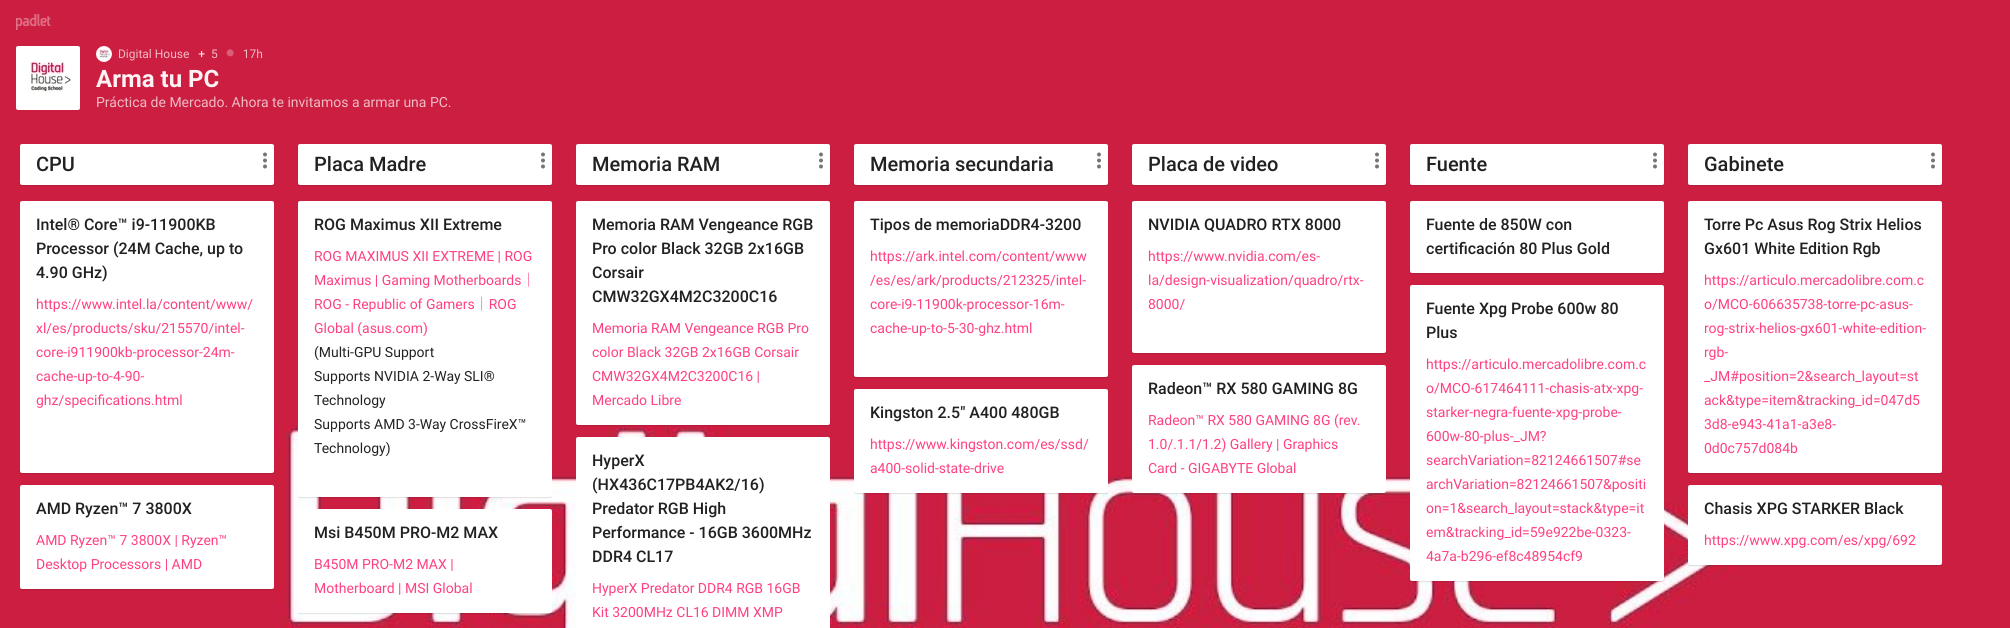 padlet
Digital
House>
Coding School
Digital House + 5 17h
Arma tu PC
Práctica de Mercado. Ahora te invitamos a armar una PC.
CPU
Intel® Core™ i9-11900KB
Processor (24M Cache, up to
4.90 GHz)
https://www.intel.la/content/www/
xl/es/products/sku/215570/intel-
core-i911900kb-processor-24m-
cache-up-to-4-90-
ghz/specifications.html
AMD Ryzen™ 7 3800X
AMD Ryzen™ 7 3800X | Ryzen™
Desktop Processors | AMD
Placa Madre
ROG Maximus XII Extreme
ROG MAXIMUS XII EXTREME | ROG
Maximus | Gaming Motherboards |
ROG - Republic of Gamers | ROG
Global (asus.com)
(Multi-GPU Support
Supports NVIDIA 2-Way SLI®
Technology
Supports AMD 3-Way CrossFireX™
Technology)
Msi B450M PRO-M2 MAX
B450M PRO-M2 MAX |
Motherboard | MSI Global
Memoria RAM
Memoria RAM Vengeance RGB
Pro color Black 32GB 2x16GB
Corsair
CMW32GX4M2C3200C16
Memoria RAM Vengeance RGB Pro
color Black 32GB 2x16GB Corsair
CMW32GX4M2C3200C16 |
Mercado Libre
HyperX
(HX436C17PB4AK2/16)
Predator RGB High
Performance - 16GB 3600MHz
DDR4 CL17
HyperX Predator DDR4 RGB 16GB
Kit 3200MHz CL16 DIMM XMP
Memoria secundaria
Tipos de memoriaDDR4-3200
https://ark.intel.com/content/www
/es/es/ark/products/212325/intel-
core-i9-11900k-processor-16m-
cache-up-to-5-30-ghz.html
Kingston 2.5" A400 480GB
https://www.kingston.com/es/ssd/
a400-solid-state-drive
Placa de video
NVIDIA QUADRO RTX 8000
https://www.nvidia.com/es-
la/design-visualization/quadro/rtx-
8000/
Radeon™ RX 580 GAMING 8G
Radeon™ RX 580 GAMING 8G (rev.
1.0/.1.1/1.2) Gallery | Graphics
Card - GIGABYTE Global
Fuente
Fuente de 850W con
certificación 80 Plus Gold
Fuente Xpg Probe 600w 80
Plus
https://articulo.mercadolibre.com.c
o/MCO-617464111-chasis-atx-xpg-
starker-negra-fuente-xpg-probe-
600w-80-plus-_JM?
searchVariation=82124661507#se
archVariation=82124661507&positi
on=1&search_layout=stack&type=it
em&tracking_id=59e922be-0323-
4a7a-b296-ef8c48954cf9
Gabinete
Torre Pc Asus Rog Strix Helios
Gx601 White Edition Rgb
https://articulo.mercadolibre.com.c
o/MCO-606635738-torre-pc-asus-
rog-strix-helios-gx601-white-edition-
rgb-
_JM#position=2&search_layout=st
ack&type=item&tracking_id=047d5
3d8-e943-41a1-a3e8-
0d0c757d084b
Chasis XPG STARKER Black
https://www.xpg.com/es/xpg/692